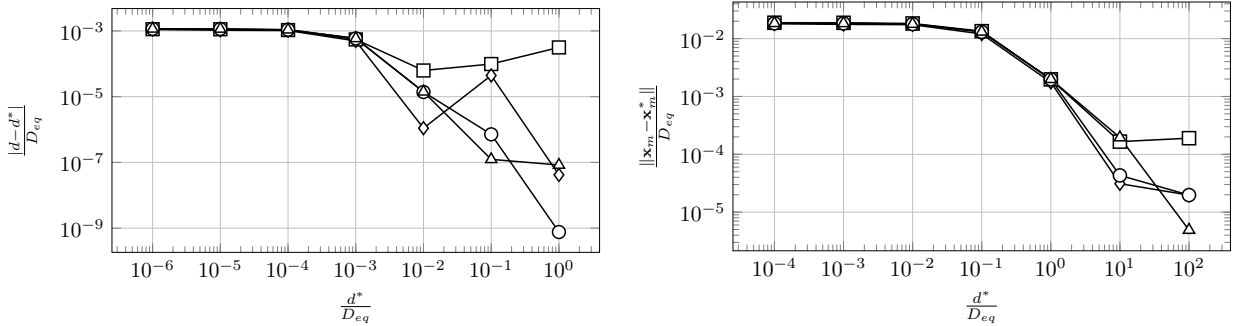 10^{-3}
10^{-5}
10^{-7}
10^{-9}
\frac{|d-d^*|}{D_{eq}}
10^{-6} 10^{-5} 10^{-4} 10^{-3} 10^{-2} 10^{-1} 10^{0}
\frac{d^*}{D_{eq}}
10^{-2}
10^{-3}
10^{-4}
10^{-5}
\frac{||\mathbf{x}_m-\mathbf{x}_m^*||}{D_{eq}}
10^{-4} 10^{-3} 10^{-2} 10^{-1} 10^{0} 10^{1} 10^{2}
\frac{d^*}{D_{eq}}